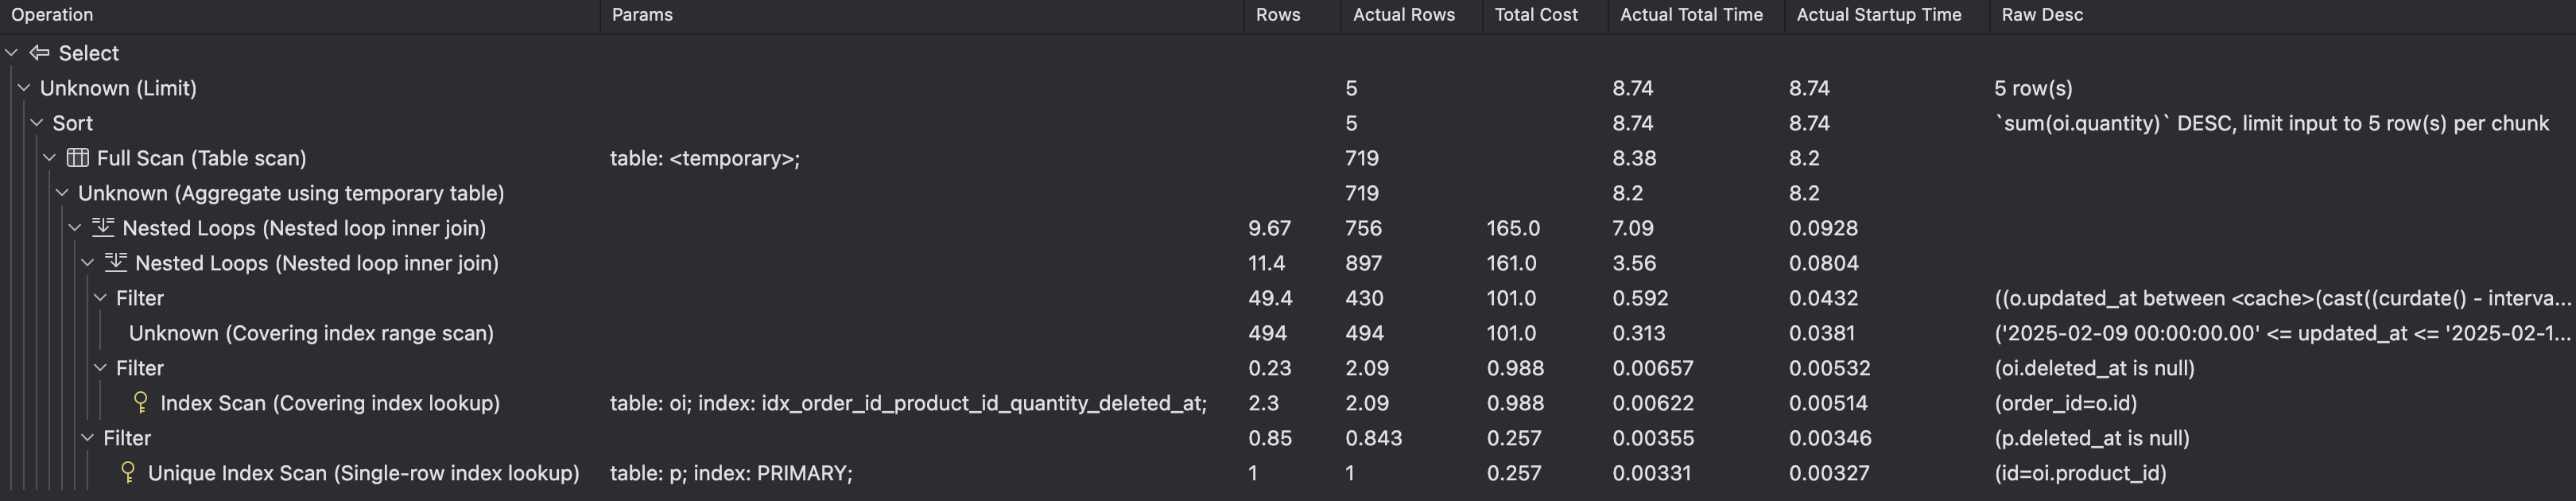 Operation Params Rows Actual Rows Total Cost Actual Total Time Actual Startup Time Raw Desc
Select
Unknown (Limit) 5 8.74 8.74 5 row(s)
Sort 5 8.74 8.74 `sum(oi.quantity)` DESC, limit input to 5 row(s) per chunk
Full Scan (Table scan) table: <temporary>; 719 8.38 8.2
Unknown (Aggregate using temporary table) 719 8.2 8.2
Nested Loops (Nested loop inner join) 9.67 756 165.0 7.09 0.0928
Nested Loops (Nested loop inner join) 11.4 897 161.0 3.56 0.0804
Filter 49.4 430 101.0 0.592 0.0432 ((o.updated_at between <cache>(cast((curdate() - interva...
Unknown (Covering index range scan) 494 494 101.0 0.313 0.0381 ('2025-02-09 00:00:00.00' <= updated_at <= '2025-02-1...
Filter 0.23 2.09 0.988 0.00657 0.00532 (oi.deleted_at is null)
Index Scan (Covering index lookup) table: oi; index: idx_order_id_product_id_quantity_deleted_at; 2.3 2.09 0.988 0.00622 0.00514 (order_id=o.id)
Filter 0.85 0.843 0.257 0.00355 0.00346 (p.deleted_at is null)
Unique Index Scan (Single-row index lookup) table: p; index: PRIMARY; 1 1 0.257 0.00331 0.00327 (id=oi.product_id)